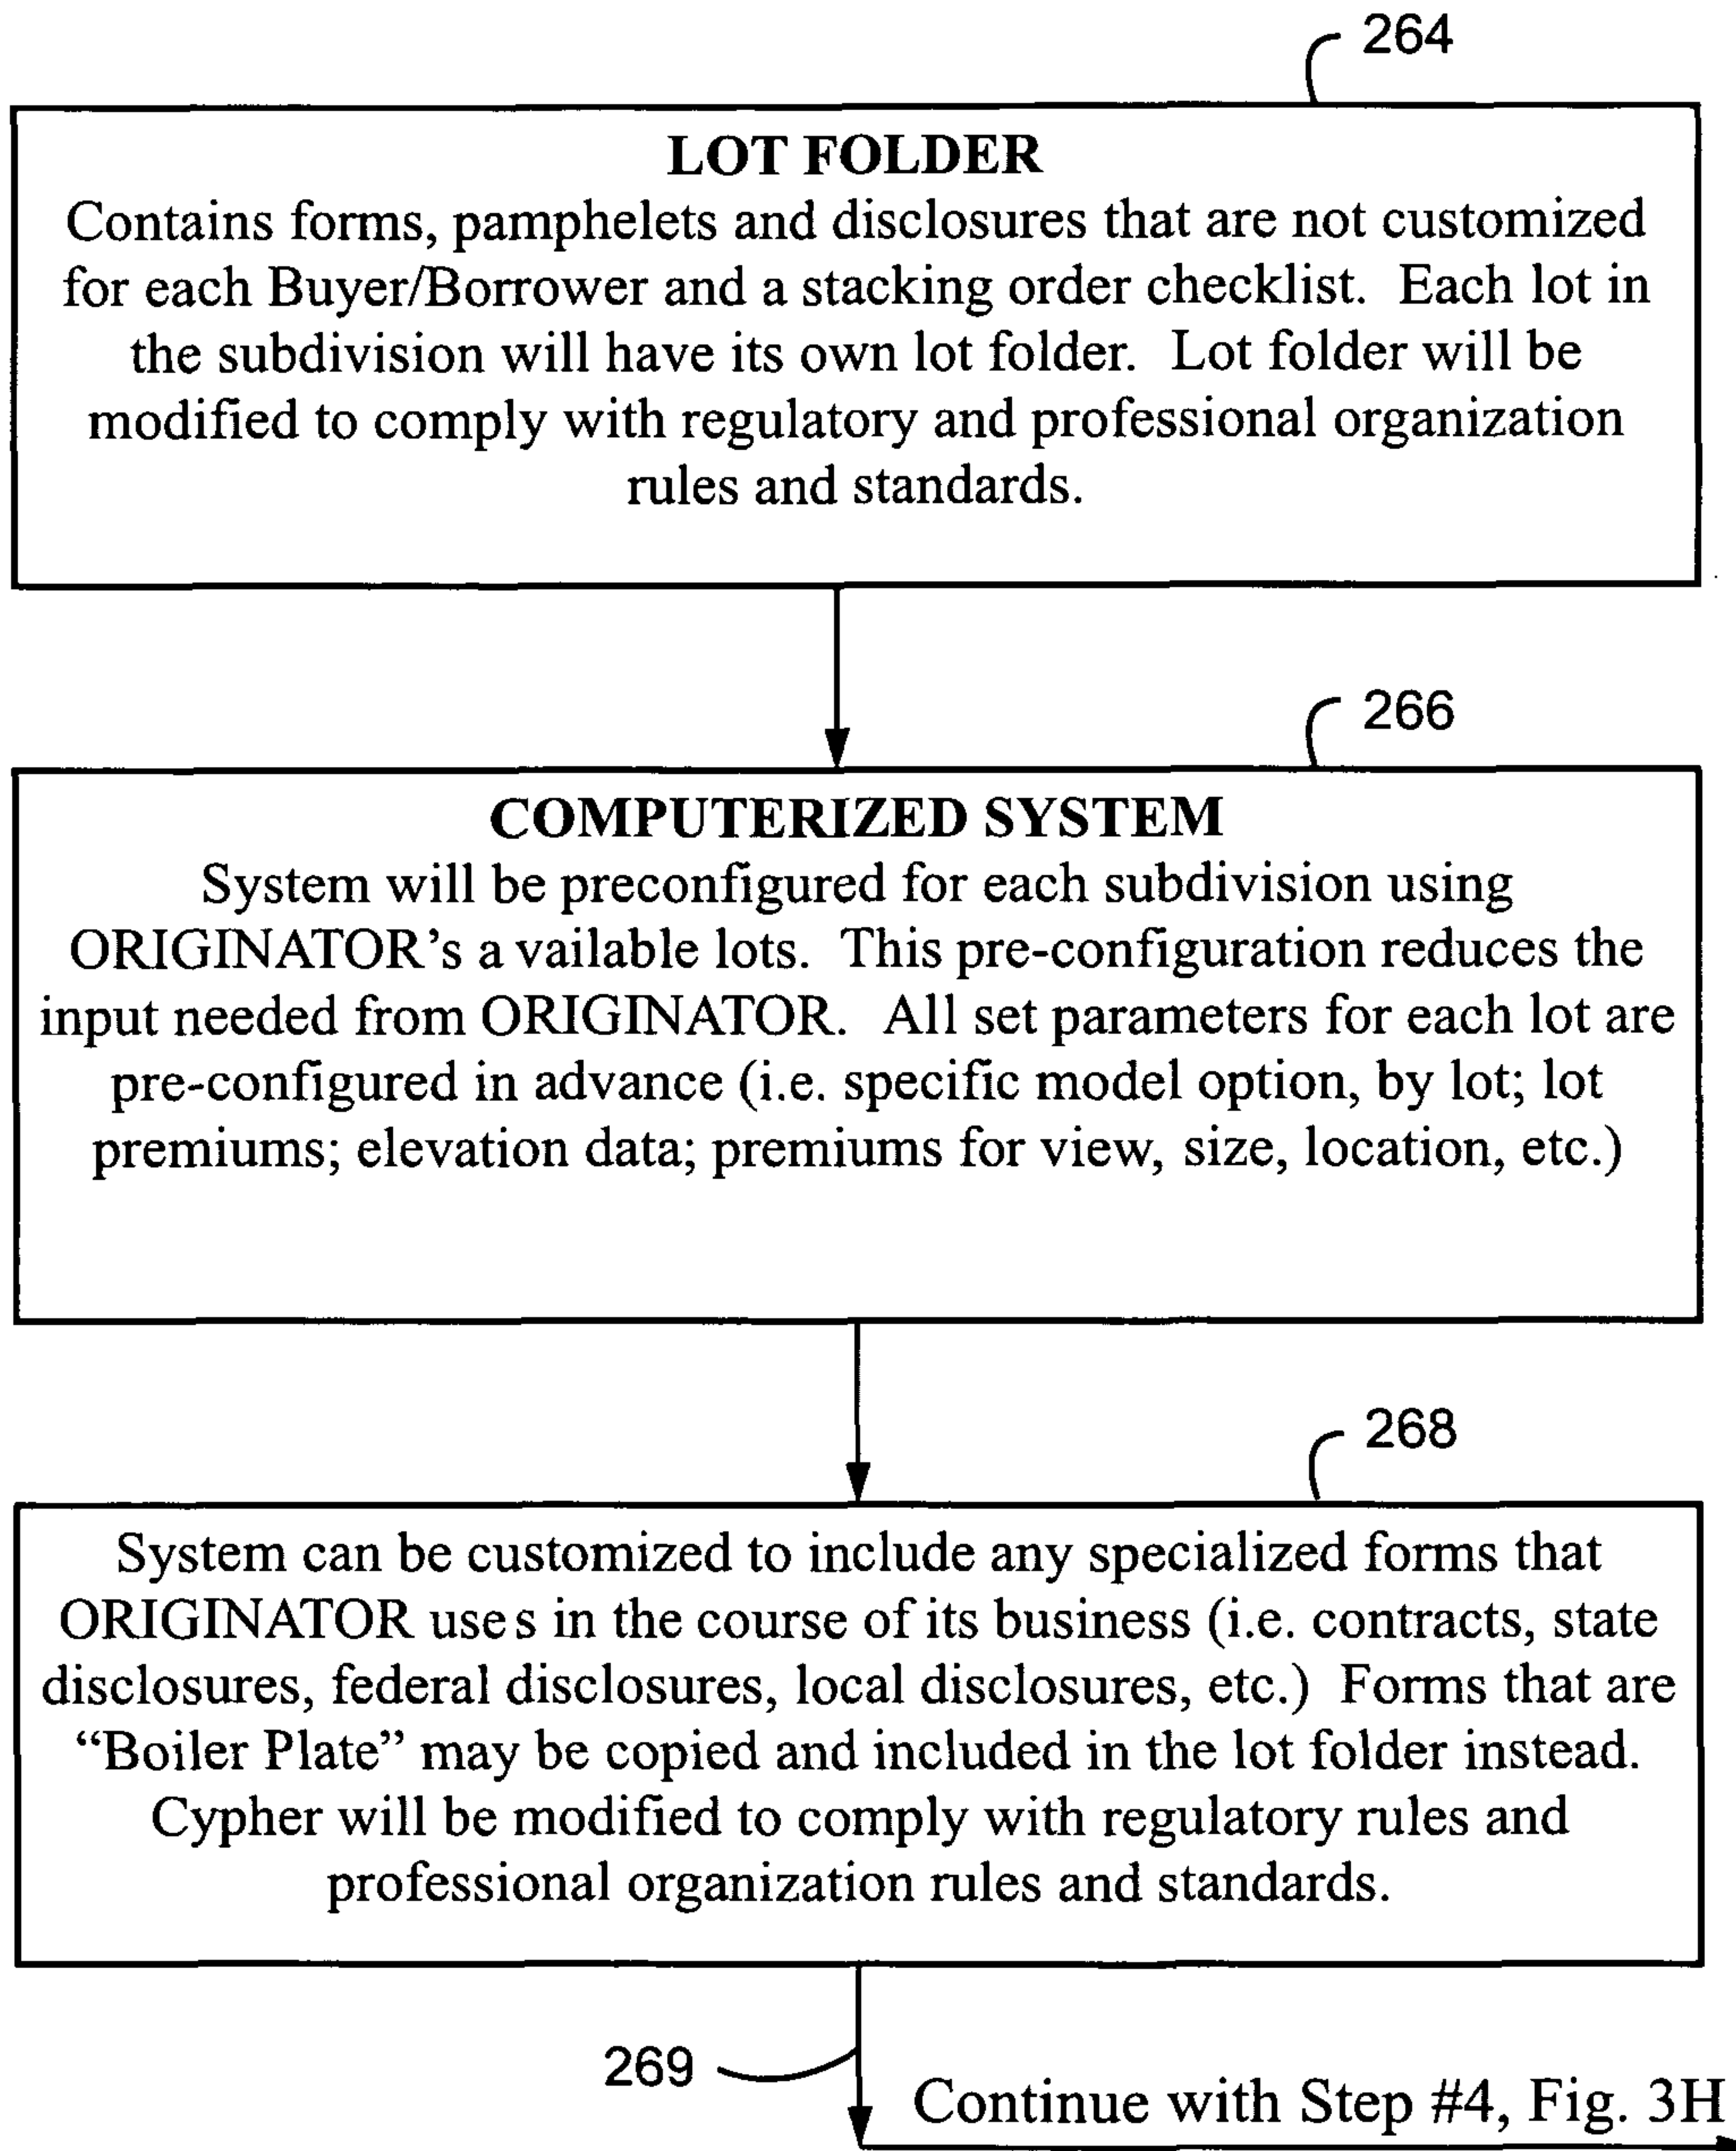 264
LOT FOLDER
Contains forms, pamphelets and disclosures that are not customized
for each Buyer/Borrower and a stacking order checklist. Each lot in
the subdivision will have its own lot folder. Lot folder will be
modified to comply with regulatory and professional organization
rules and standards.
266
COMPUTERIZED SYSTEM
System will be preconfigured for each subdivision using
ORIGINATOR’s a vailable lots. This pre-configuration reduces the
input needed from ORIGINATOR. All set parameters for each lot are
pre-configured in advance (i.e. specific model option, by lot; lot
premiums; elevation data; premiums for view, size, location, etc.)
268
System can be customized to include any specialized forms that
ORIGINATOR use s in the course of its business (i.e. contracts, state
disclosures, federal disclosures, local disclosures, etc.) Forms that are
“Boiler Plate” may be copied and included in the lot folder instead.
Cypher will be modified to comply with regulatory rules and
professional organization rules and standards.
269
Continue with Step #4, Fig. 3H